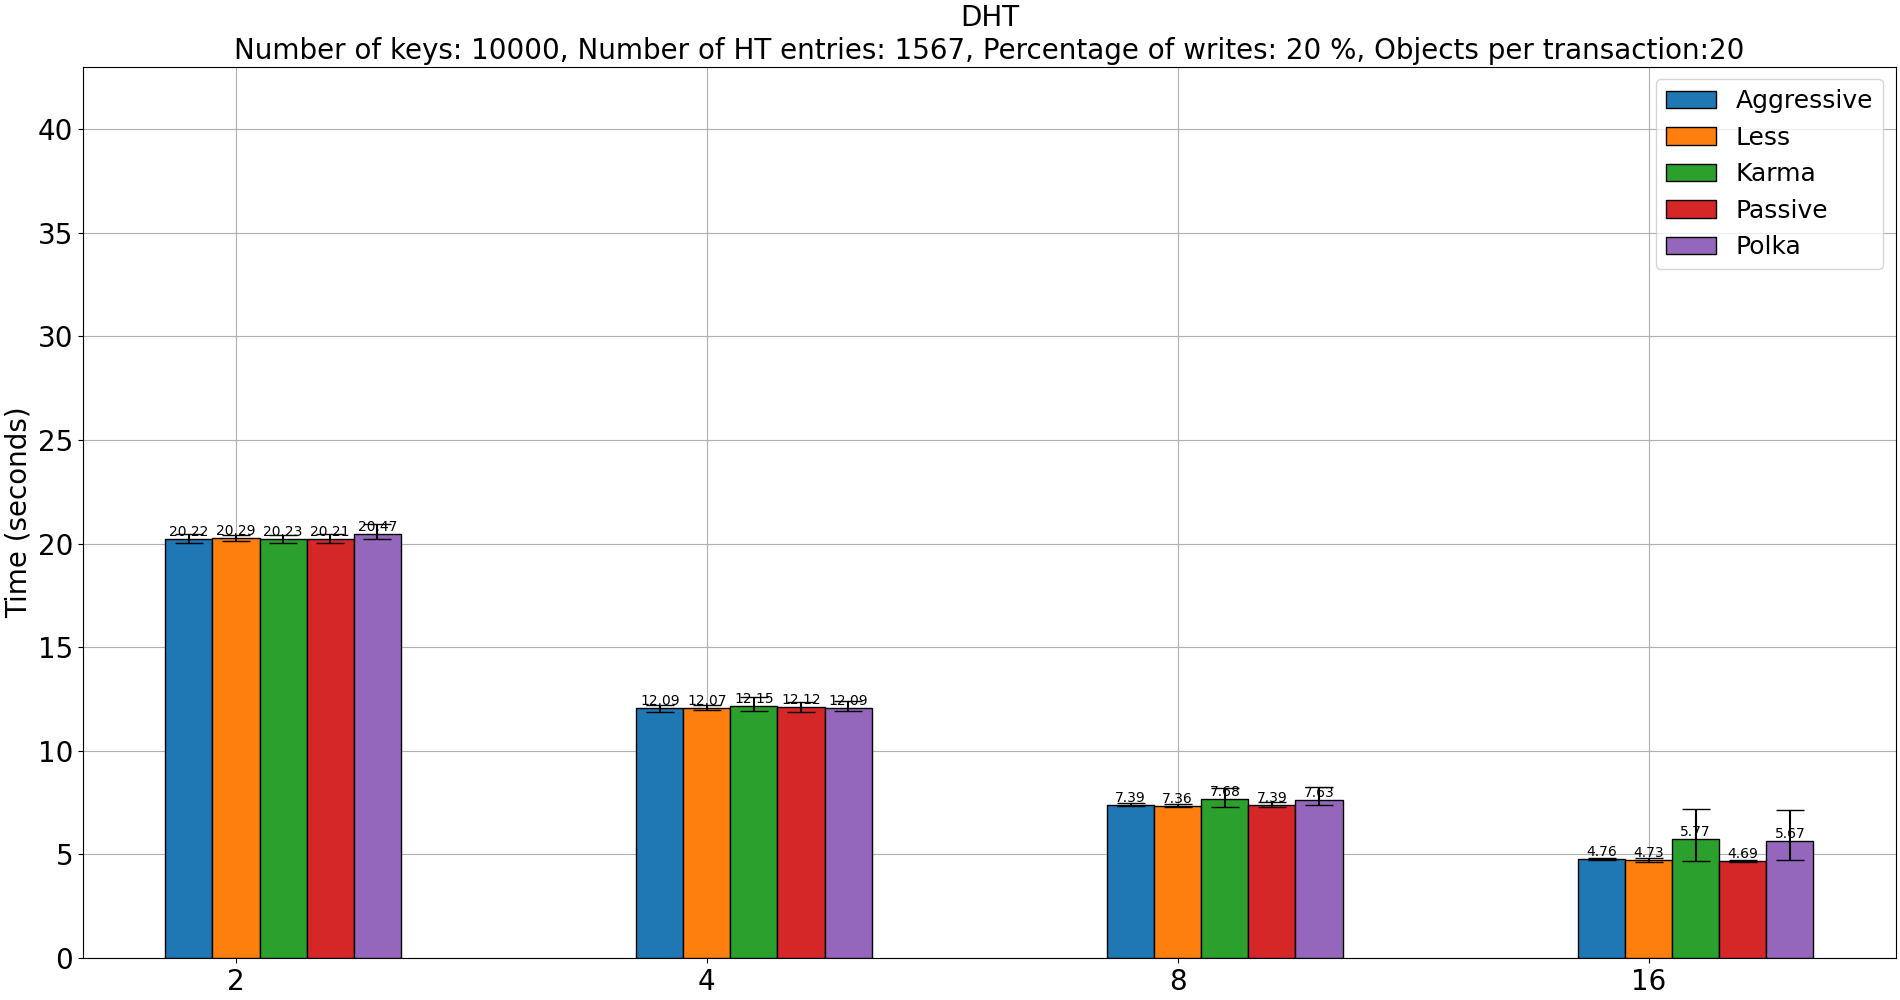 DHT
Number of keys: 10000, Number of HT entries: 1567, Percentage of writes: 20 %, Objects per transaction:20
Aggressive
Less
Karma
Passive
Polka
Time (seconds)
40
35
30
25
20
15
10
5
0
20.22 20.29 20.23 20.21 20.47
12.09 12.07 12.15 12.12 12.09
7.39 7.36 7.68 7.39 7.63
4.76 4.73 5.77 4.69 5.67
2 4 8 16